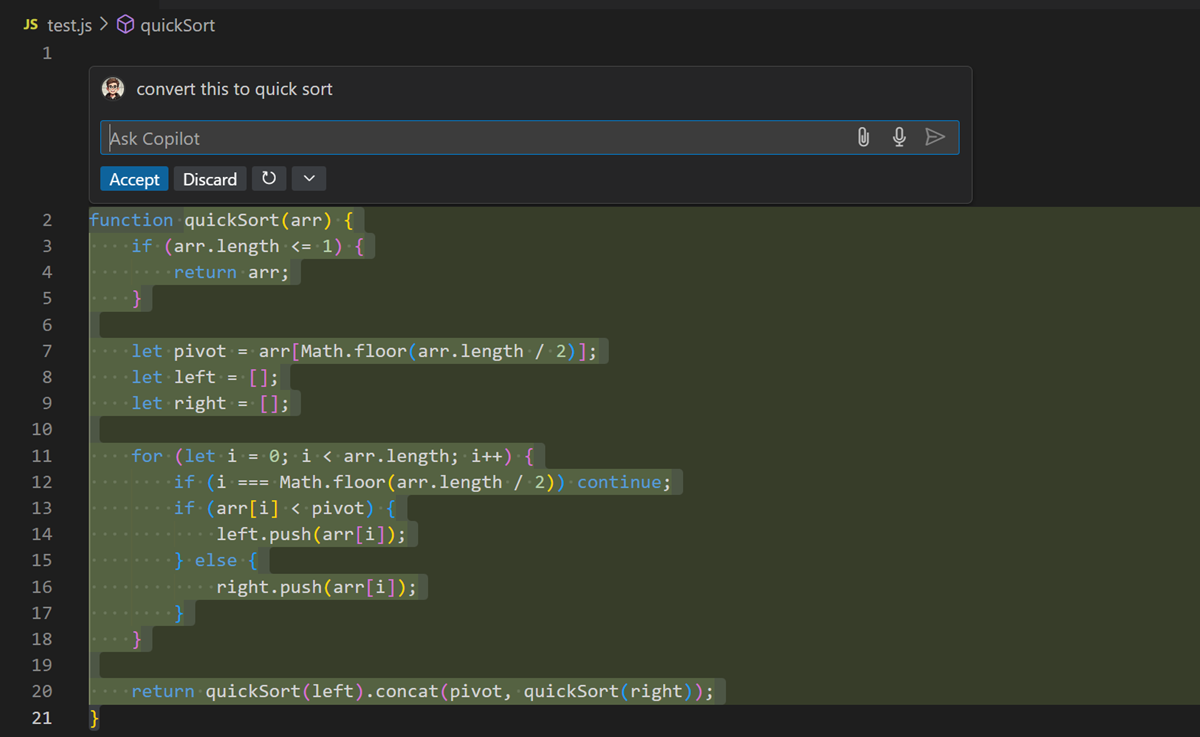 JS test.js > quickSort
1
convert this to quick sort
Ask Copilot
Accept Discard
2 function quickSort(arr) {
3     if (arr.length <= 1) {
4         return arr;
5     }
6
7     let pivot = arr[Math.floor(arr.length / 2)];
8     let left = [];
9     let right = [];
10
11     for (let i = 0; i < arr.length; i++) {
12         if (i === Math.floor(arr.length / 2)) continue;
13         if (arr[i] < pivot) {
14             left.push(arr[i]);
15         } else {
16             right.push(arr[i]);
17         }
18     }
19
20     return quickSort(left).concat(pivot, quickSort(right));
21 }